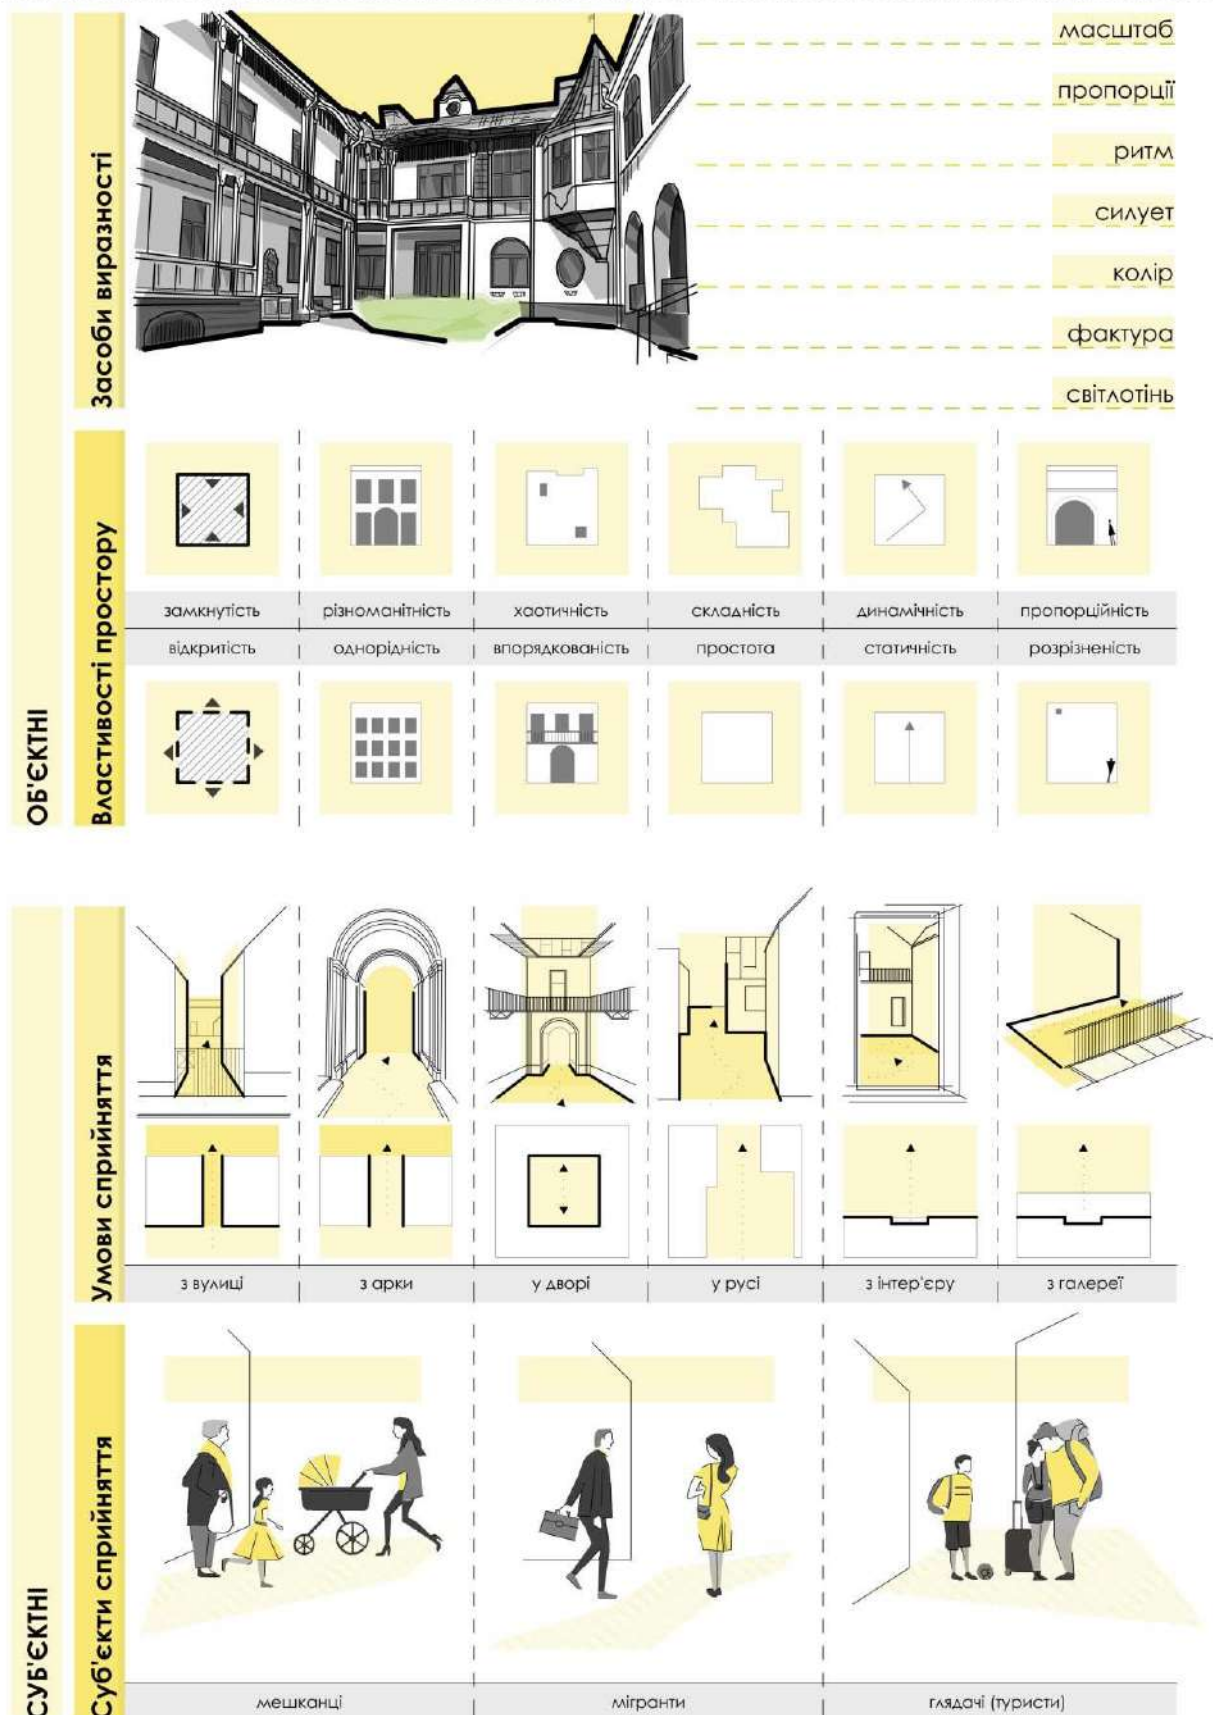 ОБ'ЄКТНІ
Засоби виразності
масштаб
пропорції
ритм
силует
колір
фактура
світлотінь
Властивості простору
замкнутість
різноманітність
хаотичність
складність
динамічність
пропорційність
відкритість
однорідність
впорядкованість
простота
статичність
розрізненість
СУБ'ЄКТНІ
Умови сприйняття
з вулиці
з арки
у дворі
у русі
з інтер'єру
з галереї
Суб'єкти сприйняття
мешканці
мігранти
глядачі (туристи)